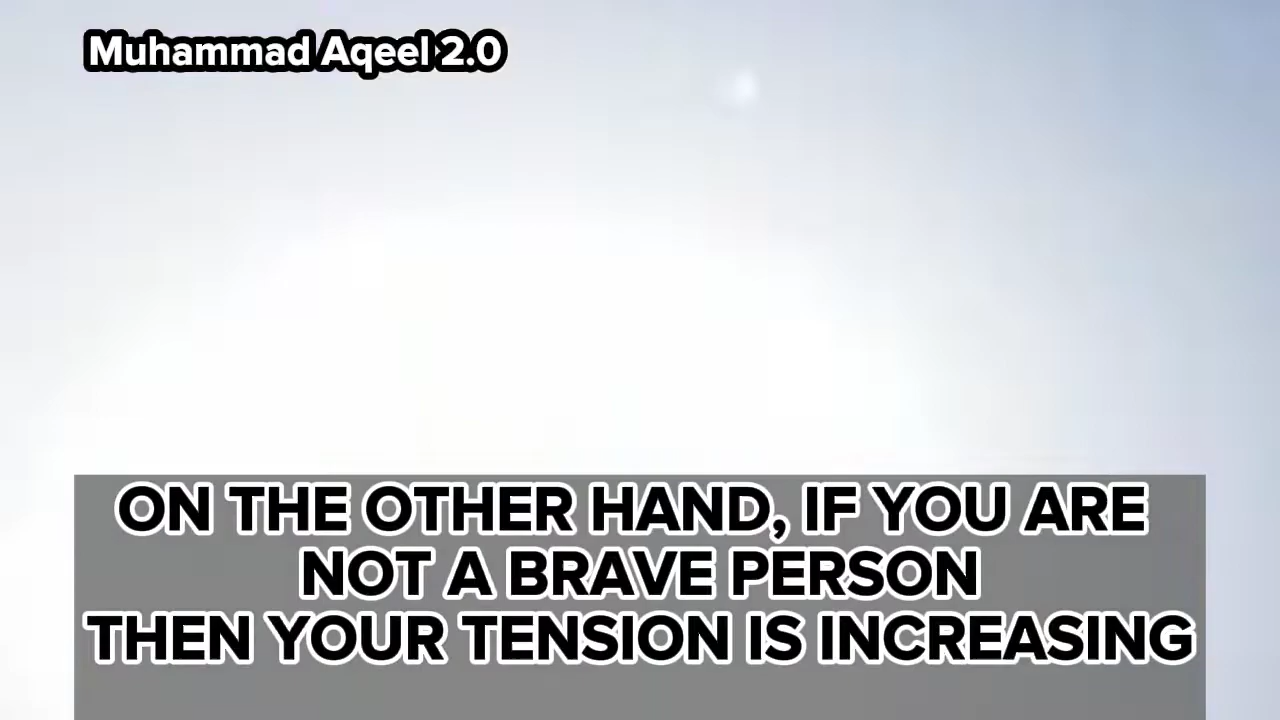 Muhammad Aqeel 2.0
ON THE OTHER HAND, IF YOU ARE
NOT A BRAVE PERSON
THEN YOUR TENSION IS INCREASING